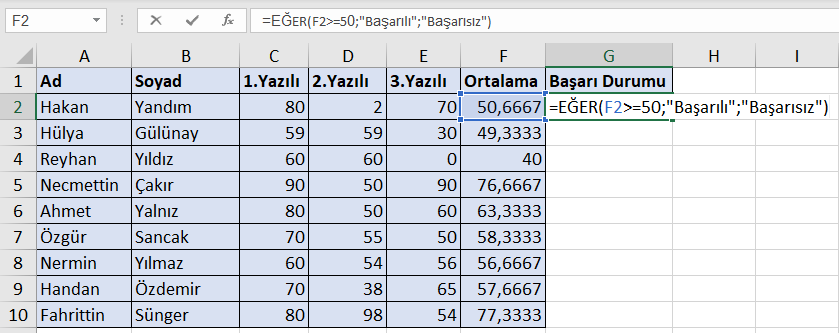 F2 fx =EĞER(F2>=50;"Başarılı";"Başarısız")
A B C D E F G H I
1 Ad Soyad 1.Yazılı 2.Yazılı 3.Yazılı Ortalama Başarı Durumu
2 Hakan Yandım 80 2 70 50,6667 =EĞER(F2>=50;"Başarılı";"Başarısız")
3 Hülya Gülünay 59 59 30 49,3333
4 Reyhan Yıldız 60 60 0 40
5 Necmettin Çakır 90 50 90 76,6667
6 Ahmet Yalnız 80 50 60 63,3333
7 Özgür Sancak 70 55 50 58,3333
8 Nermin Yılmaz 60 54 56 56,6667
9 Handan Özdemir 70 38 65 57,6667
10 Fahrittin Sünger 80 98 54 77,3333